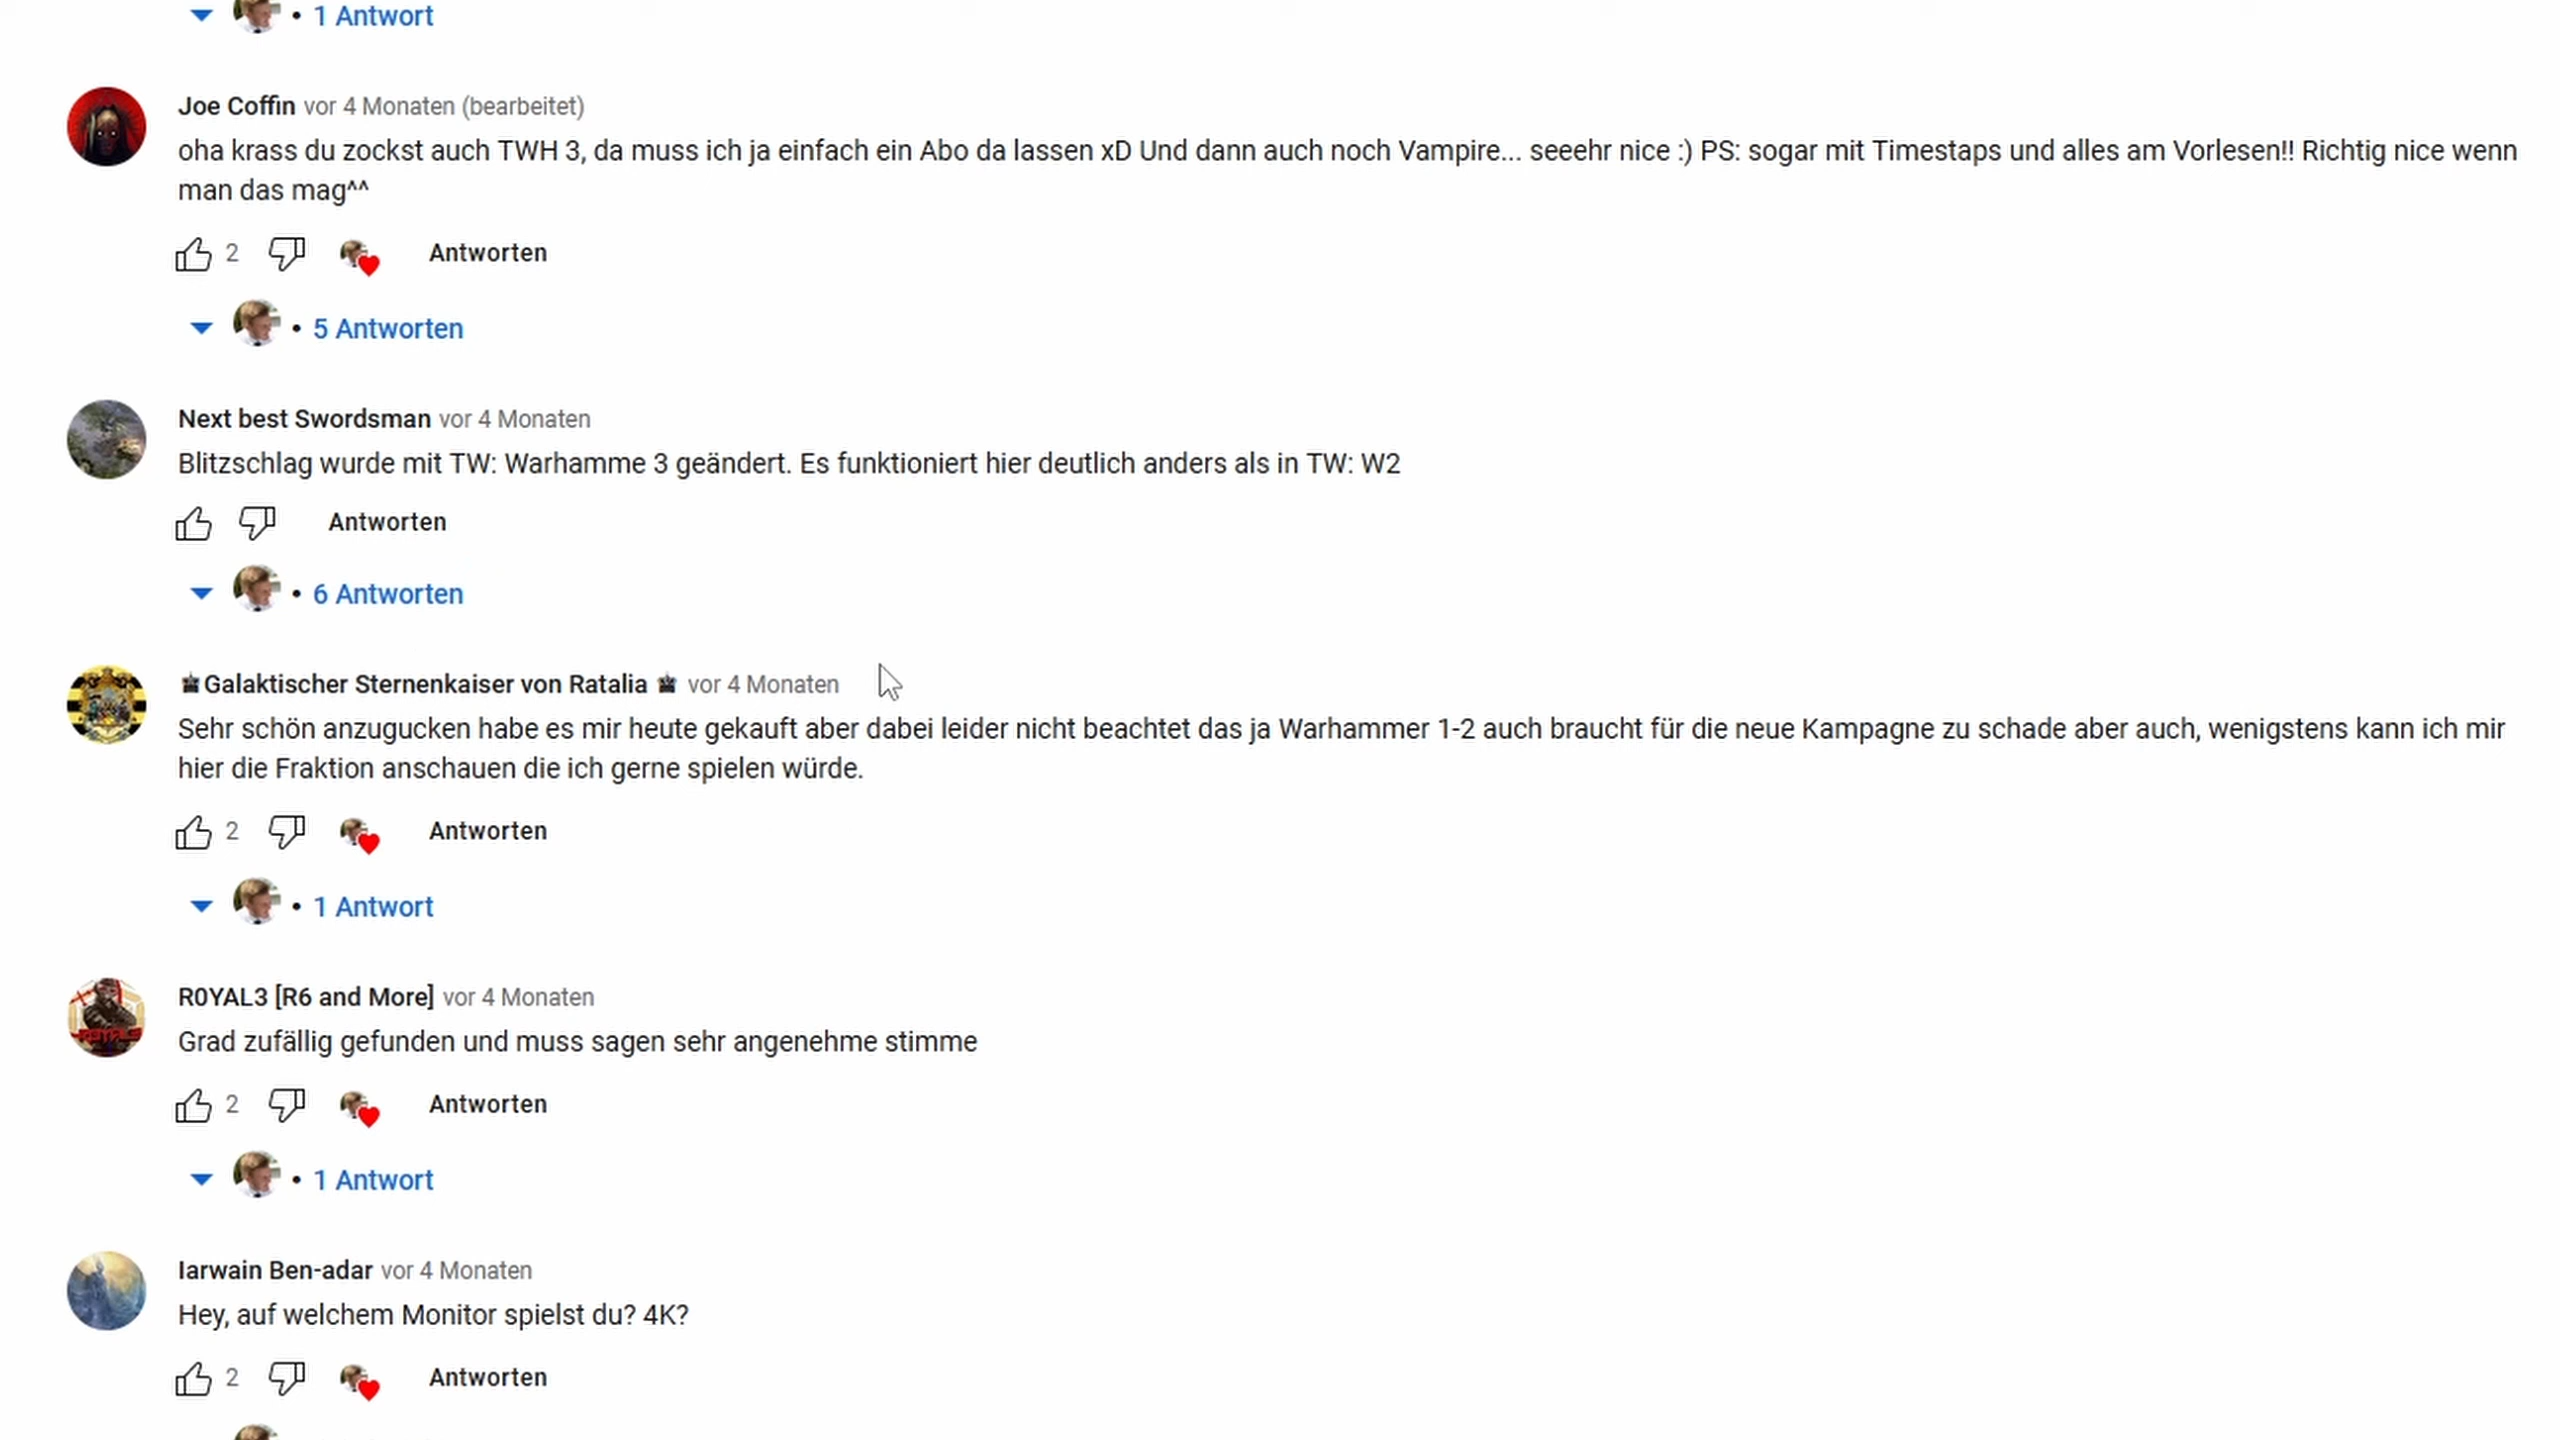 • 1 Antwort
Joe Coffin vor 4 Monaten (bearbeitet)
oha krass du zockst auch TWH 3, da muss ich ja einfach ein Abo da lassen xD Und dann auch noch Vampire... seeehr nice :) PS: sogar mit Timestaps und alles am Vorlesen!! Richtig nice wenn
man das mag^^
2 Antworten
• 5 Antworten
Next best Swordsman vor 4 Monaten
Blitzschlag wurde mit TW: Warhamme 3 geändert. Es funktioniert hier deutlich anders als in TW: W2
Antworten
• 6 Antworten
Galaktischer Sternenkaiser von Ratalia vor 4 Monaten
Sehr schön anzugucken habe es mir heute gekauft aber dabei leider nicht beachtet das ja Warhammer 1-2 auch braucht für die neue Kampagne zu schade aber auch, wenigstens kann ich mir
hier die Fraktion anschauen die ich gerne spielen würde.
2 Antworten
• 1 Antwort
R0YAL3 [R6 and More] vor 4 Monaten
Grad zufällig gefunden und muss sagen sehr angenehme stimme
2 Antworten
• 1 Antwort
Iarwain Ben-adar vor 4 Monaten
Hey, auf welchem Monitor spielst du? 4K?
2 Antworten